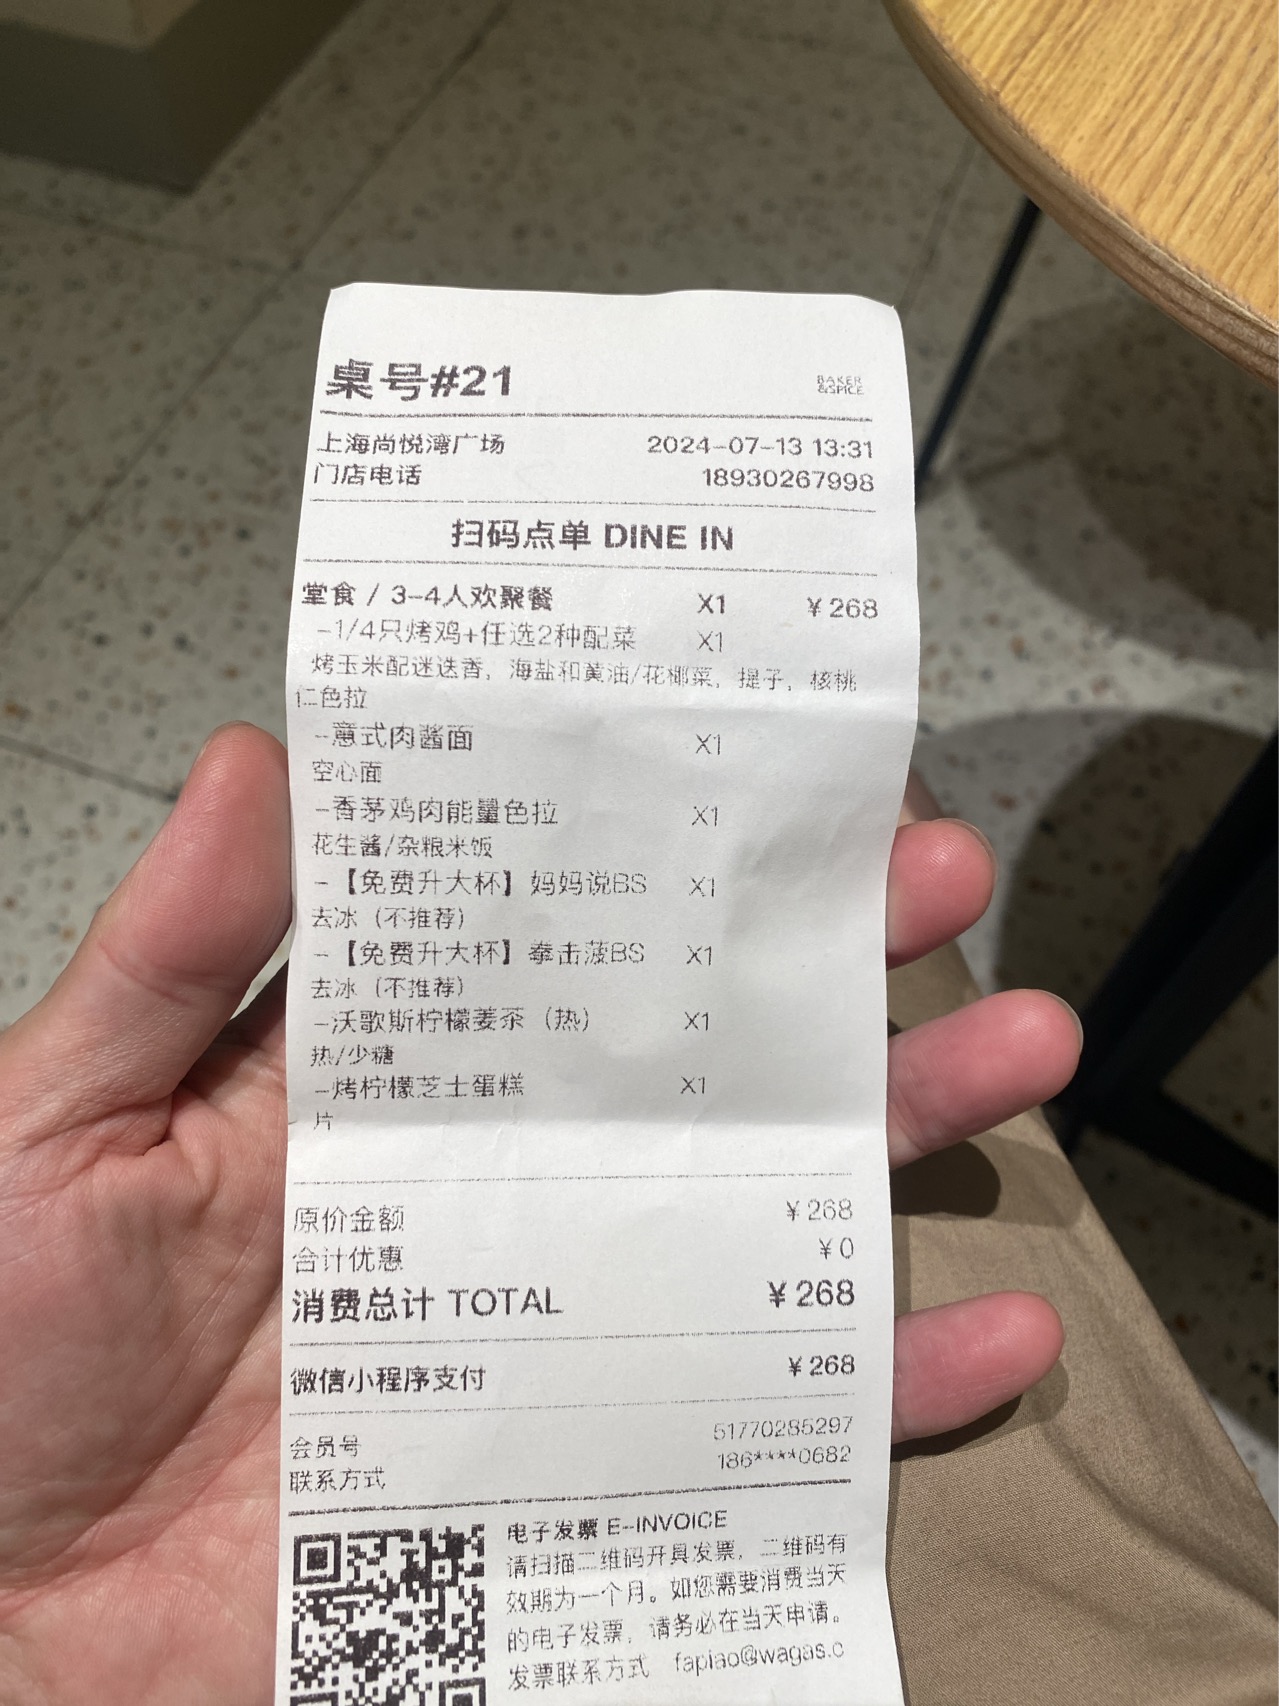 桌号#21
BAKER
&SPICE
上海尚悦湾广场 2024-07-13 13:31
门店电话 18930267998
扫码点单 DINE IN
堂食 / 3-4人欢聚餐 X1 ¥268
-1/4只烤鸡+任选2种配菜 X1
烤玉米配迷迭香，海盐和黄油/花椰菜，提子，核桃
仁色拉
-意式肉酱面 X1
空心面
-香茅鸡肉能量色拉 X1
花生酱/杂粮米饭
-【免费升大杯】妈妈说BS X1
去冰（不推荐）
-【免费升大杯】拳击菠BS X1
去冰（不推荐）
-沃歌斯柠檬姜茶（热） X1
热/少糖
-烤柠檬芝士蛋糕 X1
片
原价金额 ¥268
合计优惠 ¥0
消费总计 TOTAL ¥268
微信小程序支付 ¥268
会员号 51770285297
联系方式 186****0682
电子发票 E-INVOICE
请扫描二维码开具发票，二维码有
效期为一个月。如您需要消费当天
的电子发票，请务必在当天申请。
发票联系方式 fapiao@wagas.c